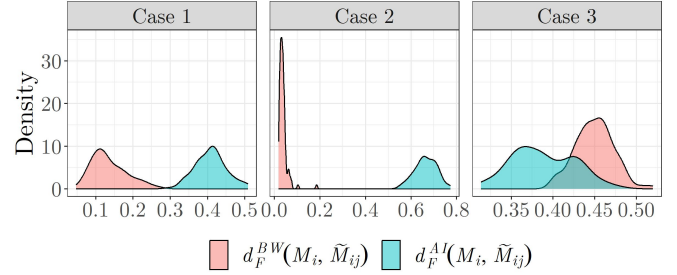 Case 1 Case 2 Case 3
Density
30
20
10
0
0.1 0.2 0.3 0.4 0.5 0.0 0.2 0.4 0.6 0.8 0.35 0.40 0.45 0.50
d_F^{BW}(M_i, M̃_{ij}) d_F^{AI}(M_i, M̃_{ij})